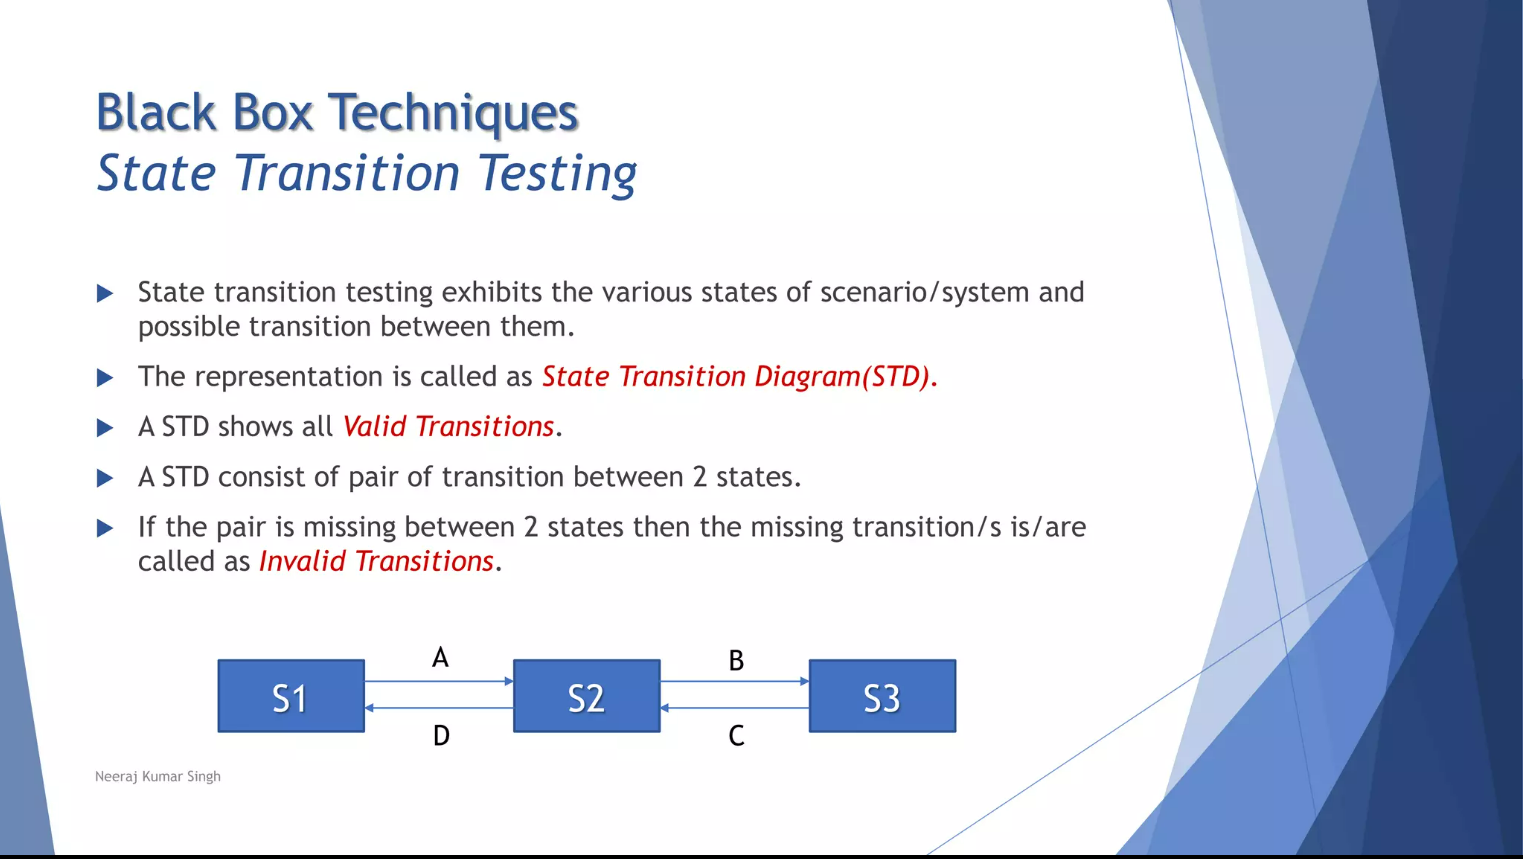 Black Box Techniques
State Transition Testing
State transition testing exhibits the various states of scenario/system and
possible transition between them.
The representation is called as State Transition Diagram(STD).
A STD shows all Valid Transitions.
A STD consist of pair of transition between 2 states.
If the pair is missing between 2 states then the missing transition/s is/are
called as Invalid Transitions.
A B
S1 S2 S3
D C
Neeraj Kumar Singh